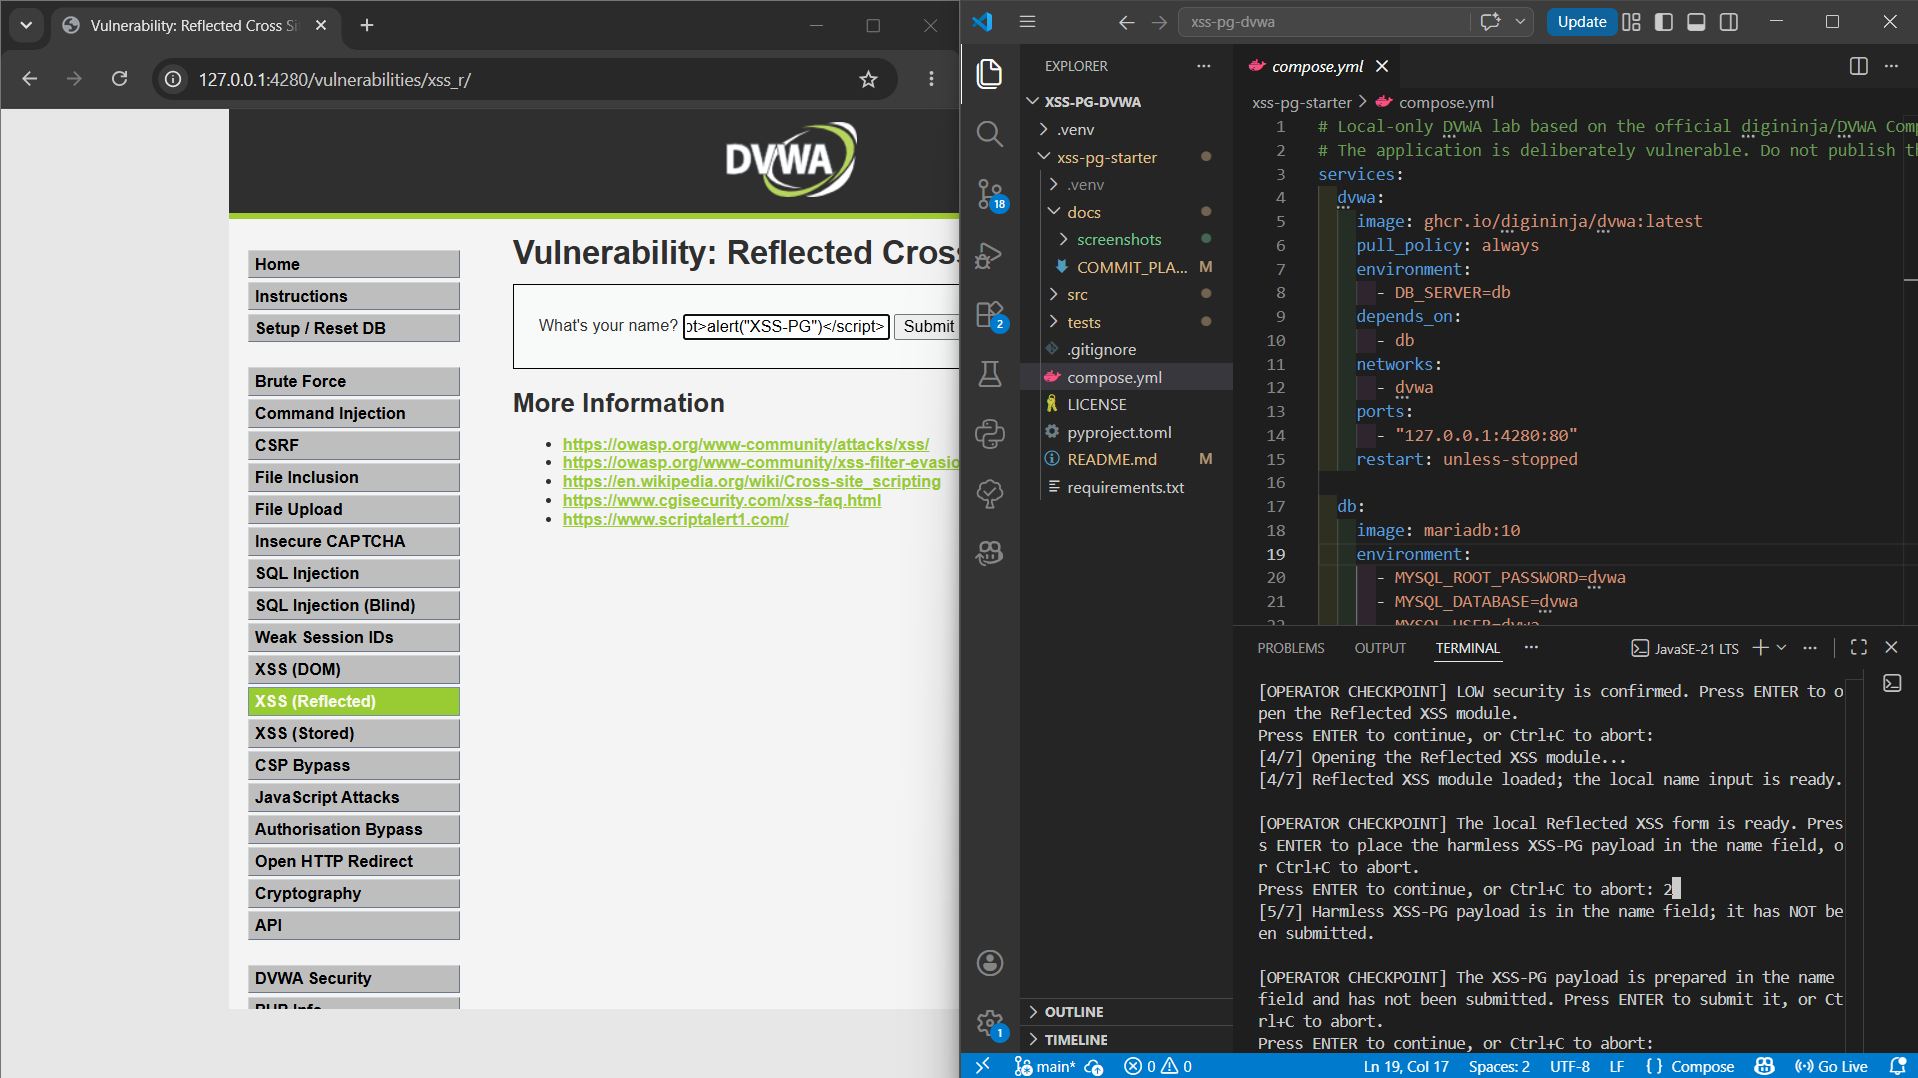 Vulnerability: Reflected Cross Si
127.0.0.1:4280/vulnerabilities/xss_r/
DVWA
Home
Instructions
Setup / Reset DB
Brute Force
Command Injection
CSRF
File Inclusion
File Upload
Insecure CAPTCHA
SQL Injection
SQL Injection (Blind)
Weak Session IDs
XSS (DOM)
XSS (Reflected)
XSS (Stored)
CSP Bypass
JavaScript Attacks
Authorisation Bypass
Open HTTP Redirect
Cryptography
API
DVWA Security
PHP Info
Vulnerability: Reflected Cros
What's your name? pt>alert("XSS-PG")</script> Submit
More Information
https://owasp.org/www-community/attacks/xss/
https://owasp.org/www-community/xss-filter-evasio
https://en.wikipedia.org/wiki/Cross-site_scripting
https://www.cgisecurity.com/xss-faq.html
https://www.scriptalert1.com/
xss-pg-dvwa
Update
18
2
1
EXPLORER
XSS-PG-DVWA
.venv
xss-pg-starter
.venv
docs
screenshots
COMMIT_PLA... M
src
tests
.gitignore
compose.yml
LICENSE
pyproject.toml
README.md M
requirements.txt
OUTLINE
TIMELINE
compose.yml
xss-pg-starter > compose.yml
1 # Local-only DVWA lab based on the official digininja/DVWA Com
2 # The application is deliberately vulnerable. Do not publish th
3 services:
4 dvwa:
5 image: ghcr.io/digininja/dvwa:latest
6 pull_policy: always
7 environment:
8 - DB_SERVER=db
9 depends_on:
10 - db
11 networks:
12 - dvwa
13 ports:
14 - "127.0.0.1:4280:80"
15 restart: unless-stopped
16
17 db:
18 image: mariadb:10
19 environment:
20 - MYSQL_ROOT_PASSWORD=dvwa
21 - MYSQL_DATABASE=dvwa
22 - MYSQL_USER=dvwa
PROBLEMS OUTPUT TERMINAL
JavaSE-21 LTS
[OPERATOR CHECKPOINT] LOW security is confirmed. Press ENTER to o
pen the Reflected XSS module.
Press ENTER to continue, or Ctrl+C to abort:
[4/7] Opening the Reflected XSS module...
[4/7] Reflected XSS module loaded; the local name input is ready.
[OPERATOR CHECKPOINT] The local Reflected XSS form is ready. Pres
s ENTER to place the harmless XSS-PG payload in the name field, o
r Ctrl+C to abort.
Press ENTER to continue, or Ctrl+C to abort: 2
[5/7] Harmless XSS-PG payload is in the name field; it has NOT be
en submitted.
[OPERATOR CHECKPOINT] The XSS-PG payload is prepared in the name
field and has not been submitted. Press ENTER to submit it, or Ct
rl+C to abort.
Press ENTER to continue, or Ctrl+C to abort:
main* 0 0
Ln 19, Col 17 Spaces: 2 UTF-8 LF { } Compose Go Live